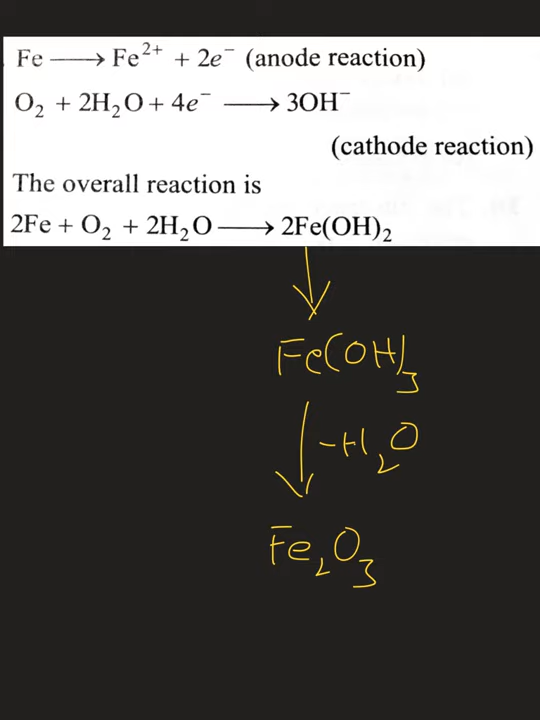 Fe ⟶ Fe²⁺ + 2e⁻ (anode reaction)
O₂ + 2H₂O + 4e⁻ ⟶ 3OH⁻
(cathode reaction)
The overall reaction is
2Fe + O₂ + 2H₂O ⟶ 2Fe(OH)₂
Fe(OH)₃
-H₂O
Fe₂O₃